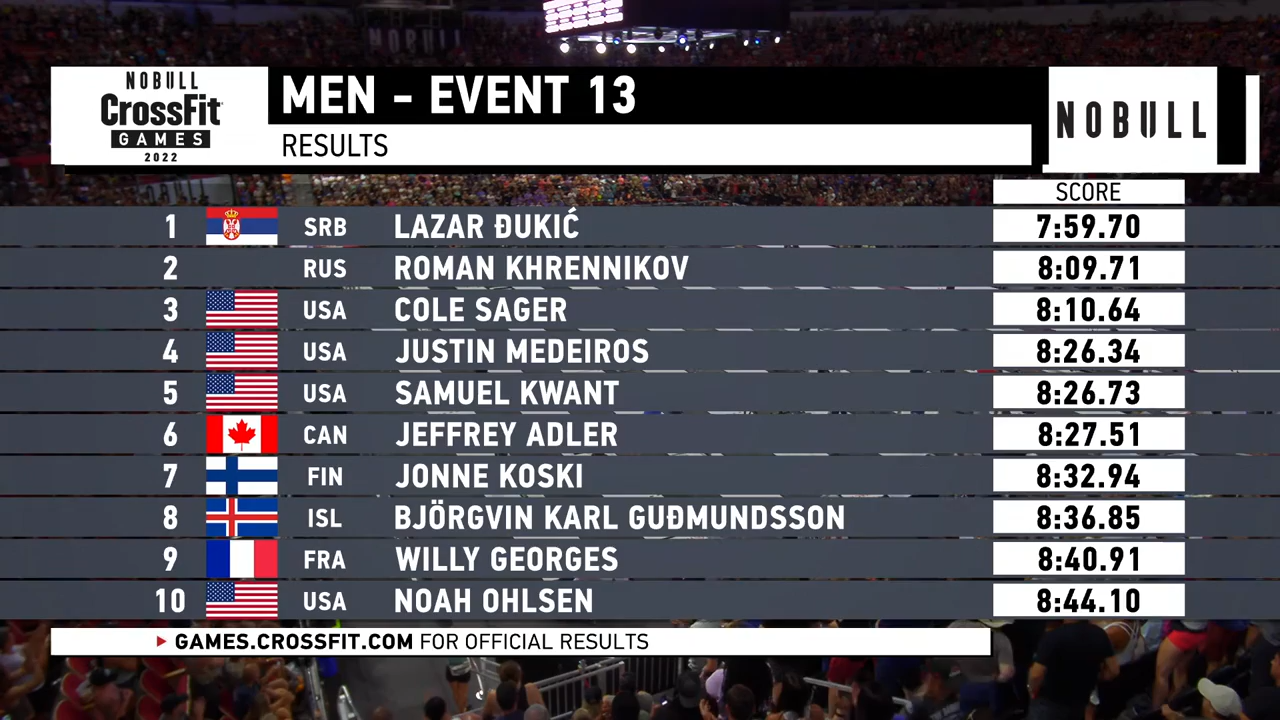 NOBULL
CrossFit
GAMES
2022
MEN - EVENT 13
RESULTS
NOBULL
SCORE
1 SRB LAZAR ĐUKIĆ 7:59.70
2 RUS ROMAN KHRENNIKOV 8:09.71
3 USA COLE SAGER 8:10.64
4 USA JUSTIN MEDEIROS 8:26.34
5 USA SAMUEL KWANT 8:26.73
6 CAN JEFFREY ADLER 8:27.51
7 FIN JONNE KOSKI 8:32.94
8 ISL BJÖRGVIN KARL GUÐMUNDSSON 8:36.85
9 FRA WILLY GEORGES 8:40.91
10 USA NOAH OHLSEN 8:44.10
GAMES.CROSSFIT.COM FOR OFFICIAL RESULTS